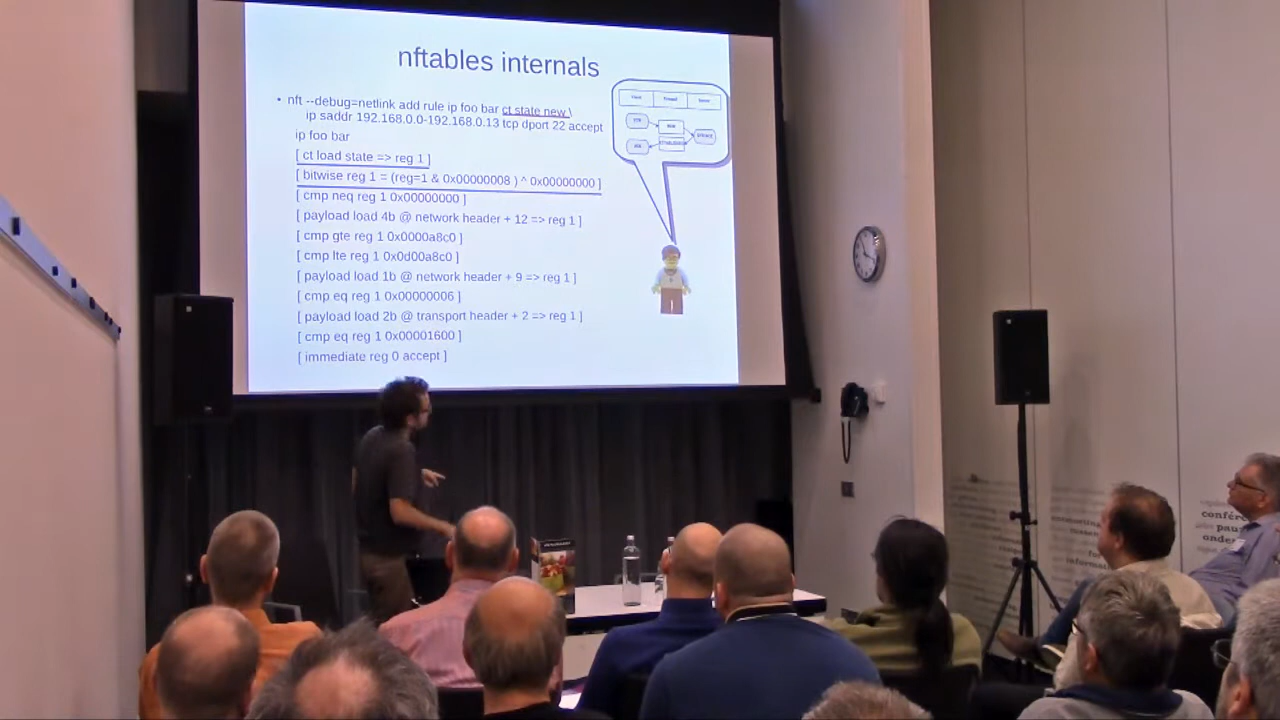 nftables internals
• nft --debug=netlink add rule ip foo bar ct state new \
ip saddr 192.168.0.0-192.168.0.13 tcp dport 22 accept
ip foo bar
[ ct load state => reg 1 ]
[ bitwise reg 1 = (reg=1 & 0x00000008 ) ^ 0x00000000 ]
[ cmp neq reg 1 0x00000000 ]
[ payload load 4b @ network header + 12 => reg 1 ]
[ cmp gte reg 1 0x0000a8c0 ]
[ cmp lte reg 1 0x0d00a8c0 ]
[ payload load 1b @ network header + 9 => reg 1 ]
[ cmp eq reg 1 0x00000006 ]
[ payload load 2b @ transport header + 2 => reg 1 ]
[ cmp eq reg 1 0x00001600 ]
[ immediate reg 0 accept ]